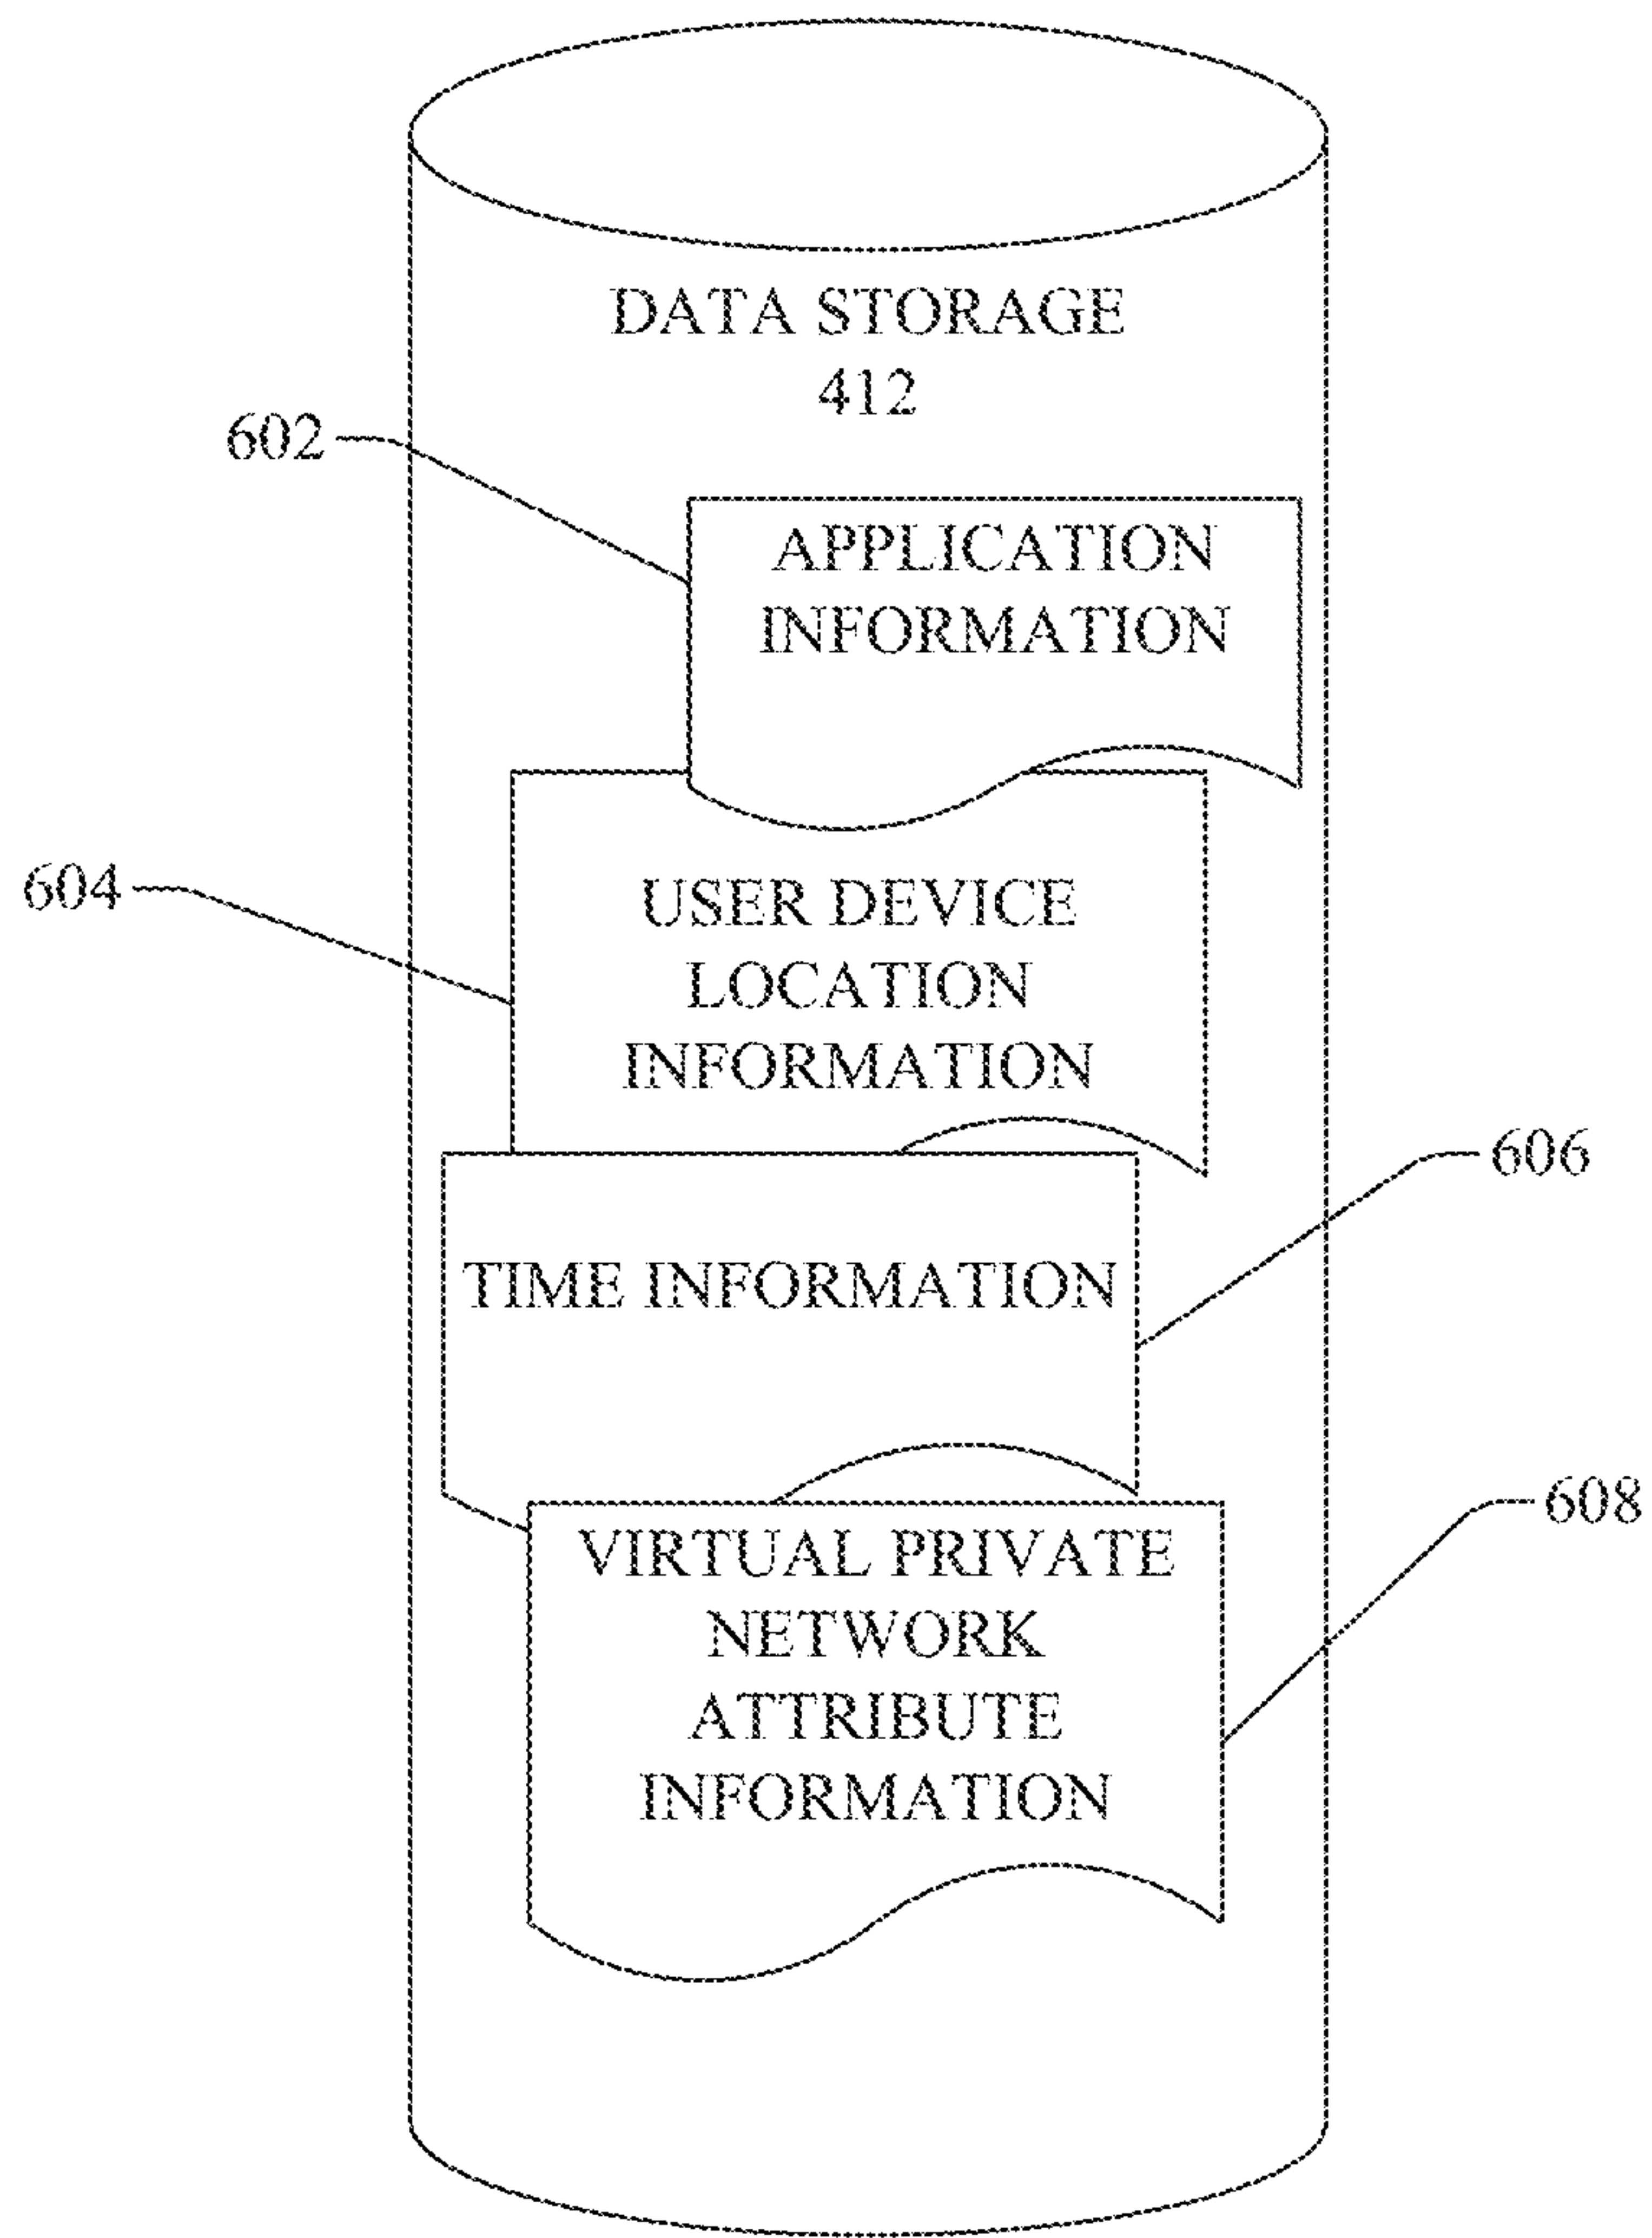 DATA STORAGE
412
602
APPLICATION
INFORMATION
604
USER DEVICE
LOCATION
INFORMATION
606
TIME INFORMATION
608
VIRTUAL PRIVATE
NETWORK
ATTRIBUTE
INFORMATION